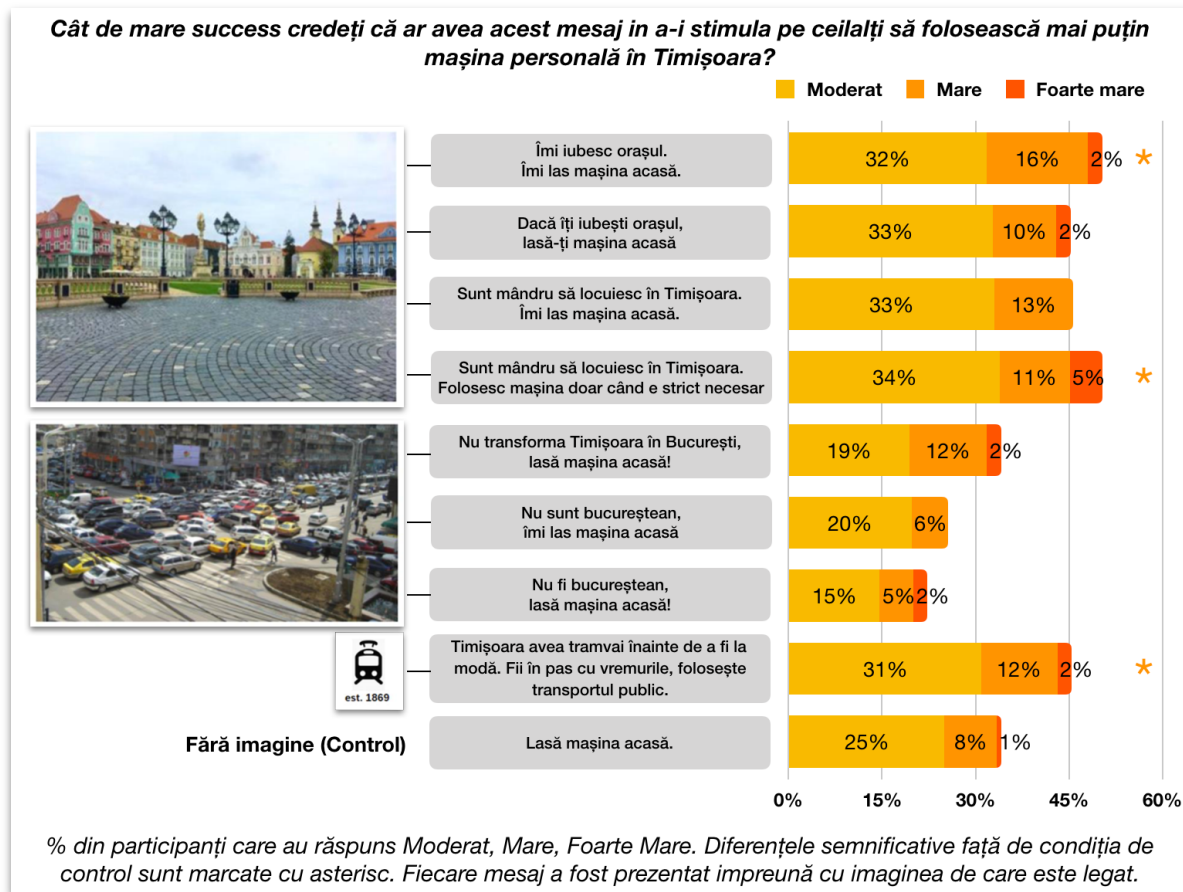 Cât de mare success credeți că ar avea acest mesaj in a-i stimula pe ceilalți să folosească mai puțin
mașina personală în Timișoara?
Moderat
Mare
Foarte mare
Îmi iubesc orașul.
Îmi las mașina acasă.
32%
16%
2%
*
Dacă îți iubești orașul,
lasă-ți mașina acasă
33%
10%
2%
Sunt mândru să locuiesc în Timișoara.
Îmi las mașina acasă.
33%
13%
Sunt mândru să locuiesc în Timișoara.
Folosesc mașina doar când e strict necesar
34%
11%
5%
*
Nu transforma Timișoara în București,
lasă mașina acasă!
19%
12%
2%
Nu sunt bucureștean,
îmi las mașina acasă
20%
6%
Nu fi bucureștean,
lasă mașina acasă!
15%
5%
2%
est. 1869
Timișoara avea tramvai înainte de a fi la
modă. Fii în pas cu vremurile, folosește
transportul public.
31%
12%
2%
*
Fără imagine (Control)
Lasă mașina acasă.
25%
8%
1%
0%
15%
30%
45%
60%
% din participanți care au răspuns Moderat, Mare, Foarte Mare. Diferențele semnificative față de condiția de
control sunt marcate cu asterisc. Fiecare mesaj a fost prezentat impreună cu imaginea de care este legat.